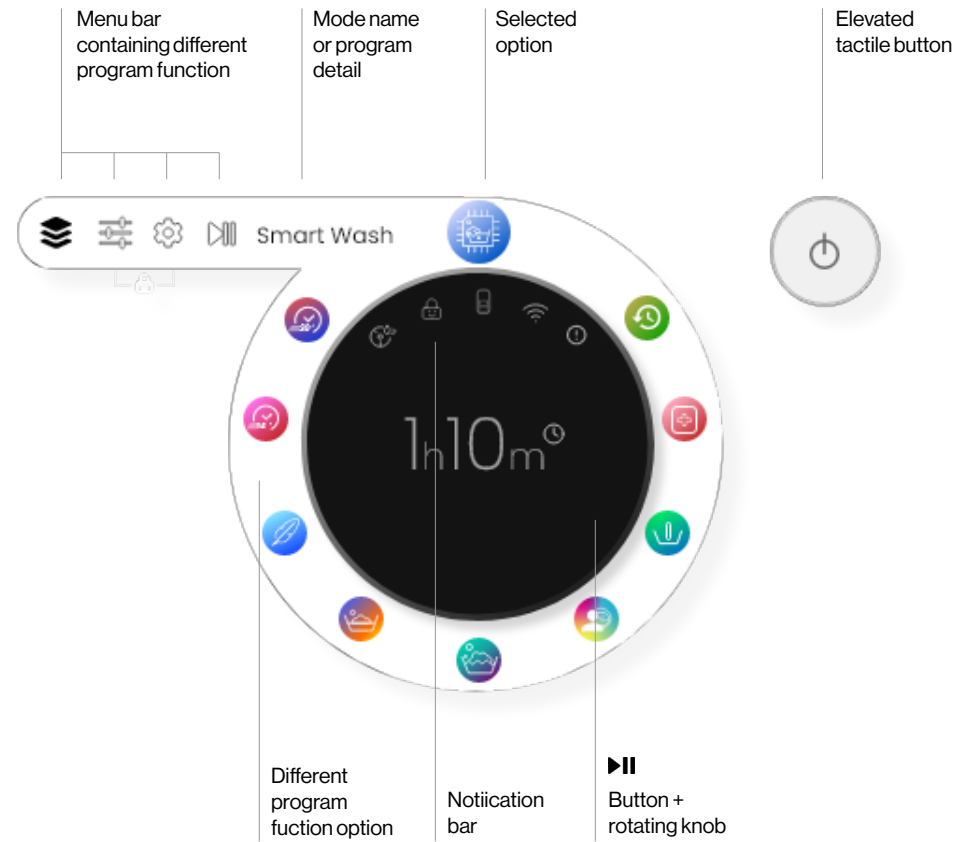 Menu bar
containing different
program function
Mode name
or program
detail
Selected
option
Elevated
tactile button
Smart Wash
1h10m
Different
program
fuction option
Notiication
bar
Button +
rotating knob